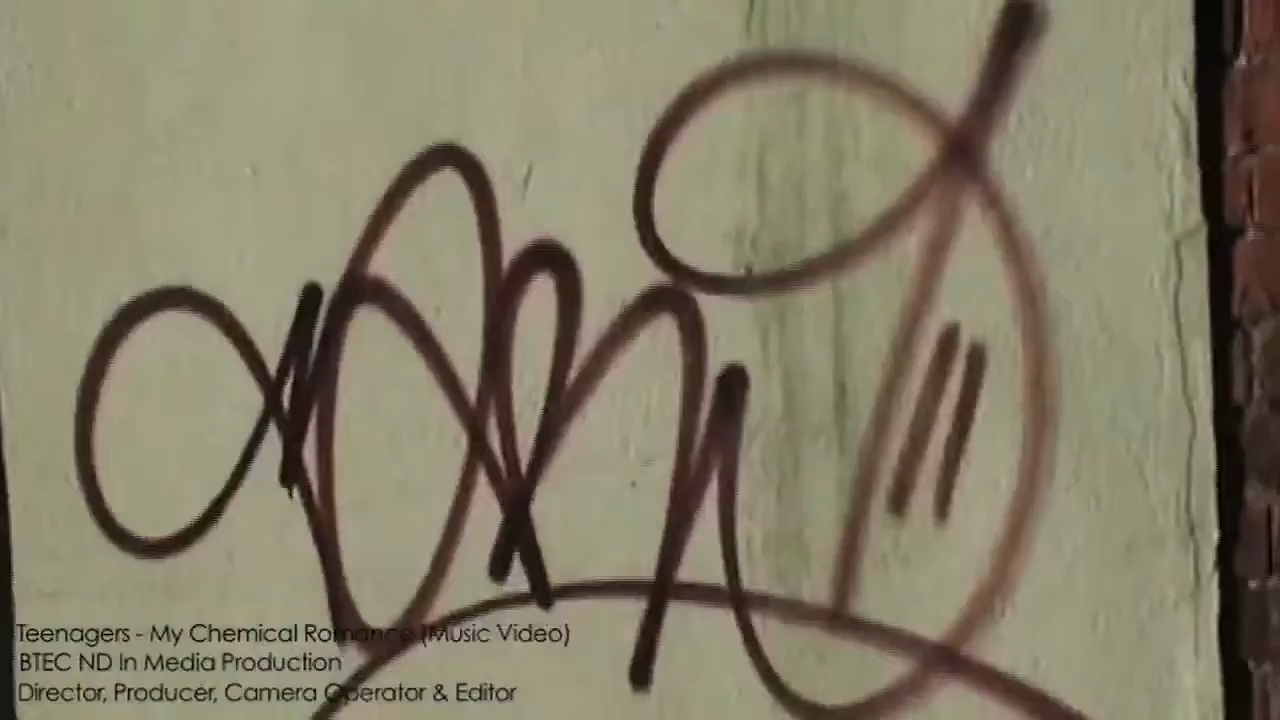 Teenagers - My Chemical Romance (Music Video)
BTEC ND In Media Production
Director, Producer, Camera Operator & Editor